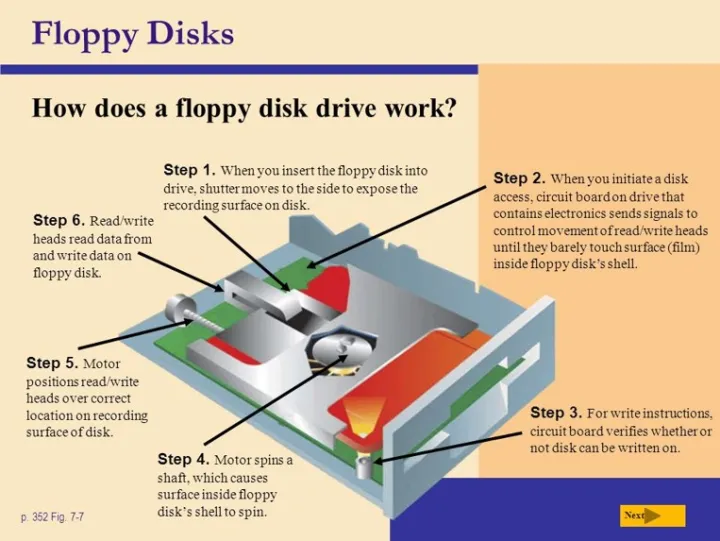 Floppy Disks
How does a floppy disk drive work?
Step 1. When you insert the floppy disk into
drive, shutter moves to the side to expose the
recording surface on disk.
Step 2. When you initiate a disk
access, circuit board on drive that
contains electronics sends signals to
control movement of read/write heads
until they barely touch surface (film)
inside floppy disk's shell.
Step 6. Read/write
heads read data from
and write data on
floppy disk.
Step 5. Motor
positions read/write
heads over correct
location on recording
surface of disk.
Step 3. For write instructions,
circuit board verifies whether or
not disk can be written on.
Step 4. Motor spins a
shaft, which causes
surface inside floppy
disk's shell to spin.
p. 352 Fig. 7-7
Next